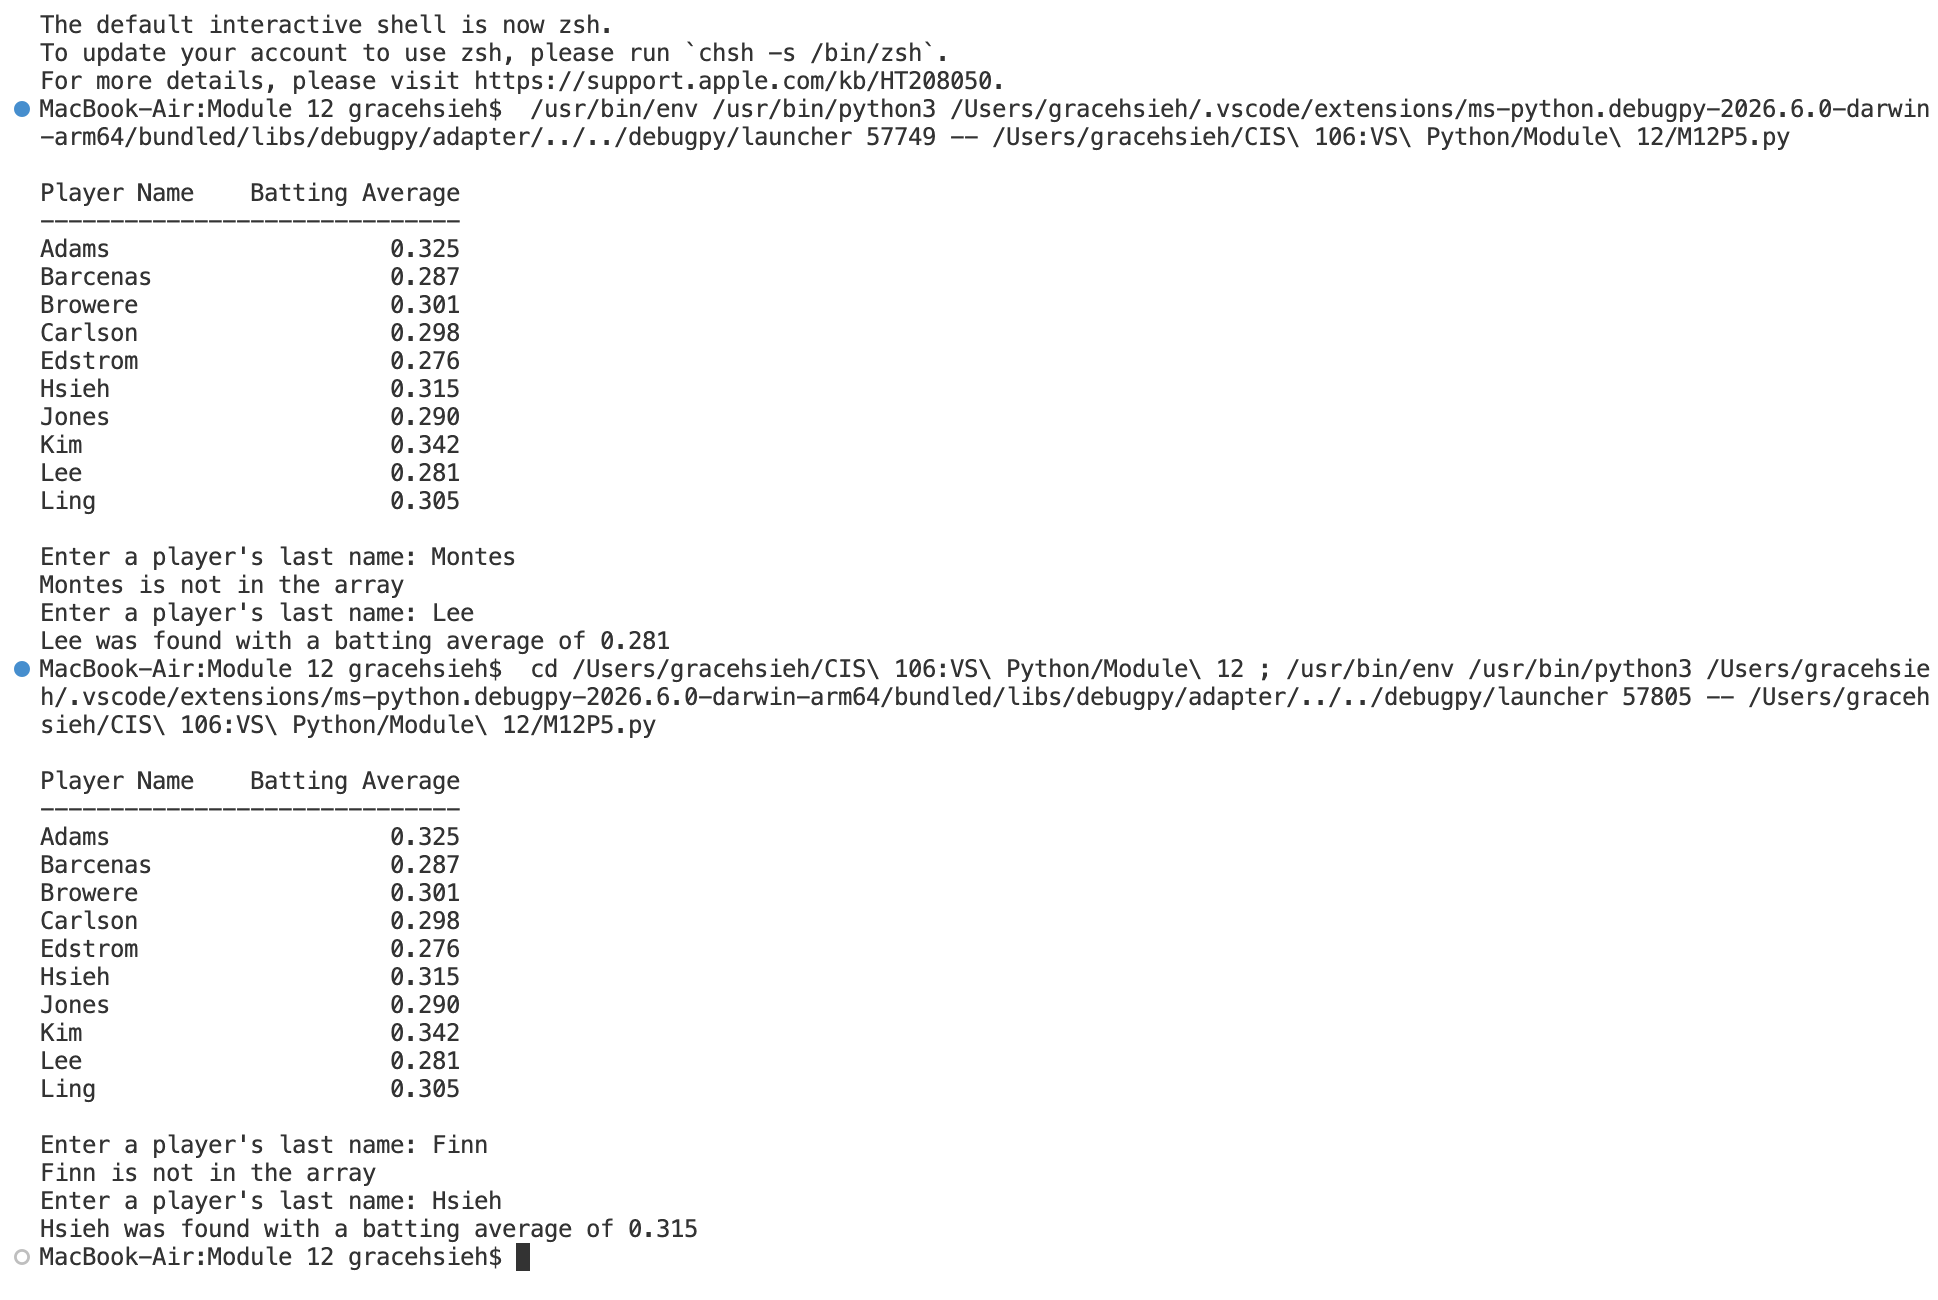 The default interactive shell is now zsh.
To update your account to use zsh, please run `chsh -s /bin/zsh`.
For more details, please visit https://support.apple.com/kb/HT208050.
MacBook-Air:Module 12 gracehsieh$  /usr/bin/env /usr/bin/python3 /Users/gracehsieh/.vscode/extensions/ms-python.debugpy-2026.6.0-darwin
-arm64/bundled/libs/debugpy/adapter/../../debugpy/launcher 57749 -- /Users/gracehsieh/CIS\ 106:VS\ Python/Module\ 12/M12P5.py
Player Name    Batting Average
------------------------------
Adams                    0.325
Barcenas                 0.287
Browere                  0.301
Carlson                  0.298
Edstrom                  0.276
Hsieh                    0.315
Jones                    0.290
Kim                      0.342
Lee                      0.281
Ling                     0.305
Enter a player's last name: Montes
Montes is not in the array
Enter a player's last name: Lee
Lee was found with a batting average of 0.281
MacBook-Air:Module 12 gracehsieh$  cd /Users/gracehsieh/CIS\ 106:VS\ Python/Module\ 12 ; /usr/bin/env /usr/bin/python3 /Users/gracehsie
h/.vscode/extensions/ms-python.debugpy-2026.6.0-darwin-arm64/bundled/libs/debugpy/adapter/../../debugpy/launcher 57805 -- /Users/graceh
sieh/CIS\ 106:VS\ Python/Module\ 12/M12P5.py
Player Name    Batting Average
------------------------------
Adams                    0.325
Barcenas                 0.287
Browere                  0.301
Carlson                  0.298
Edstrom                  0.276
Hsieh                    0.315
Jones                    0.290
Kim                      0.342
Lee                      0.281
Ling                     0.305
Enter a player's last name: Finn
Finn is not in the array
Enter a player's last name: Hsieh
Hsieh was found with a batting average of 0.315
MacBook-Air:Module 12 gracehsieh$